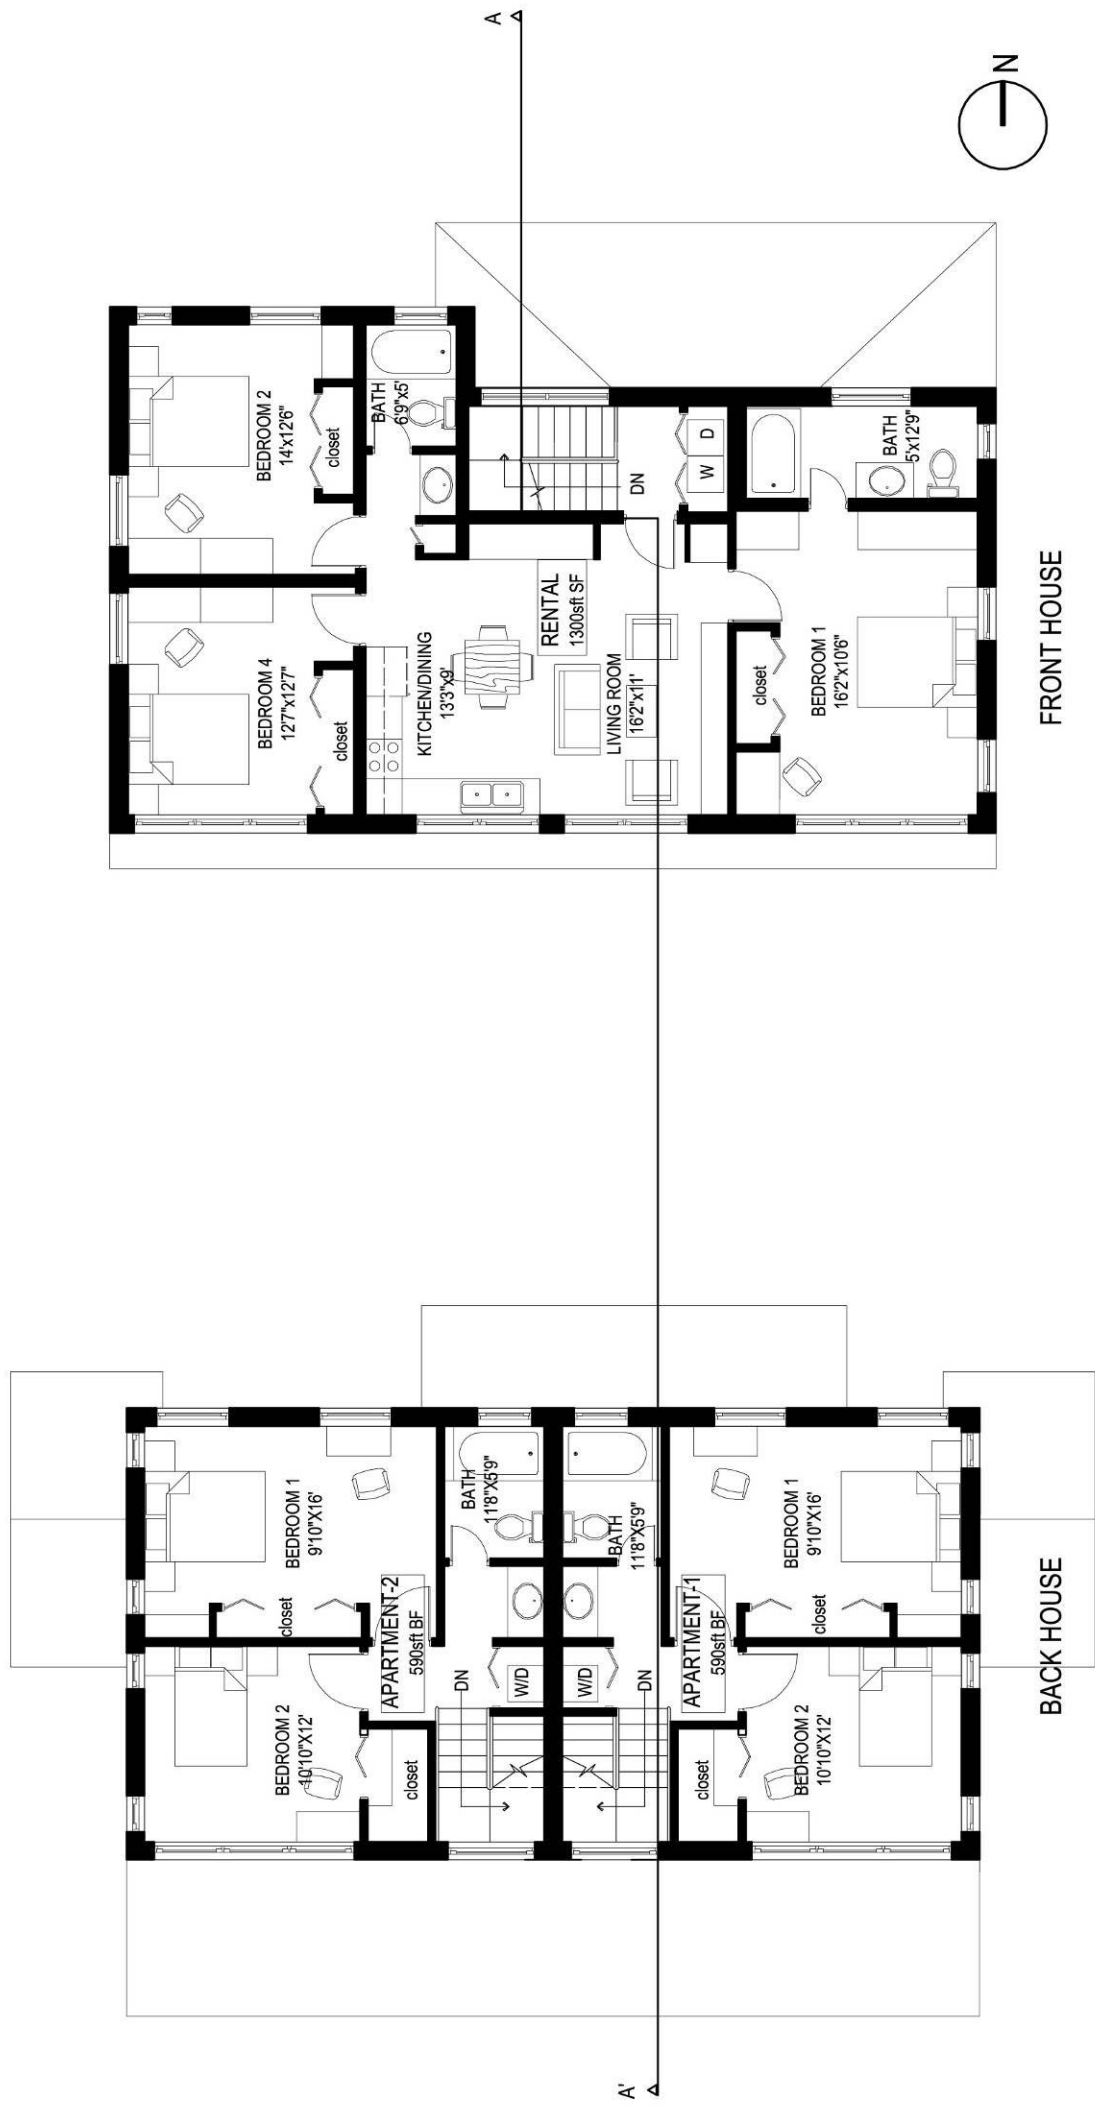 A
N
BEDROOM 2
14'x12'6"
closet
BATH
6'9"x5'
BEDROOM 4
12'7"x12'7"
closet
KITCHEN/DINING
13'3"x9'
RENTAL
1300sft SF
LIVING ROOM
16'2"x11'
DN
W
D
BATH
5'x12'9"
closet
BEDROOM 1
16'2"x10'6"
FRONT HOUSE
BEDROOM 1
9'10"X16'
closet
BATH
11'8"X5'9"
APARTMENT-2
590sft BF
BEDROOM 2
10'10"X12'
closet
DN
W/D
BATH
11'8"X5'9"
APARTMENT-1
590sft BF
W/D
DN
BEDROOM 1
9'10"X16'
closet
BEDROOM 2
10'10"X12'
closet
BACK HOUSE
A'